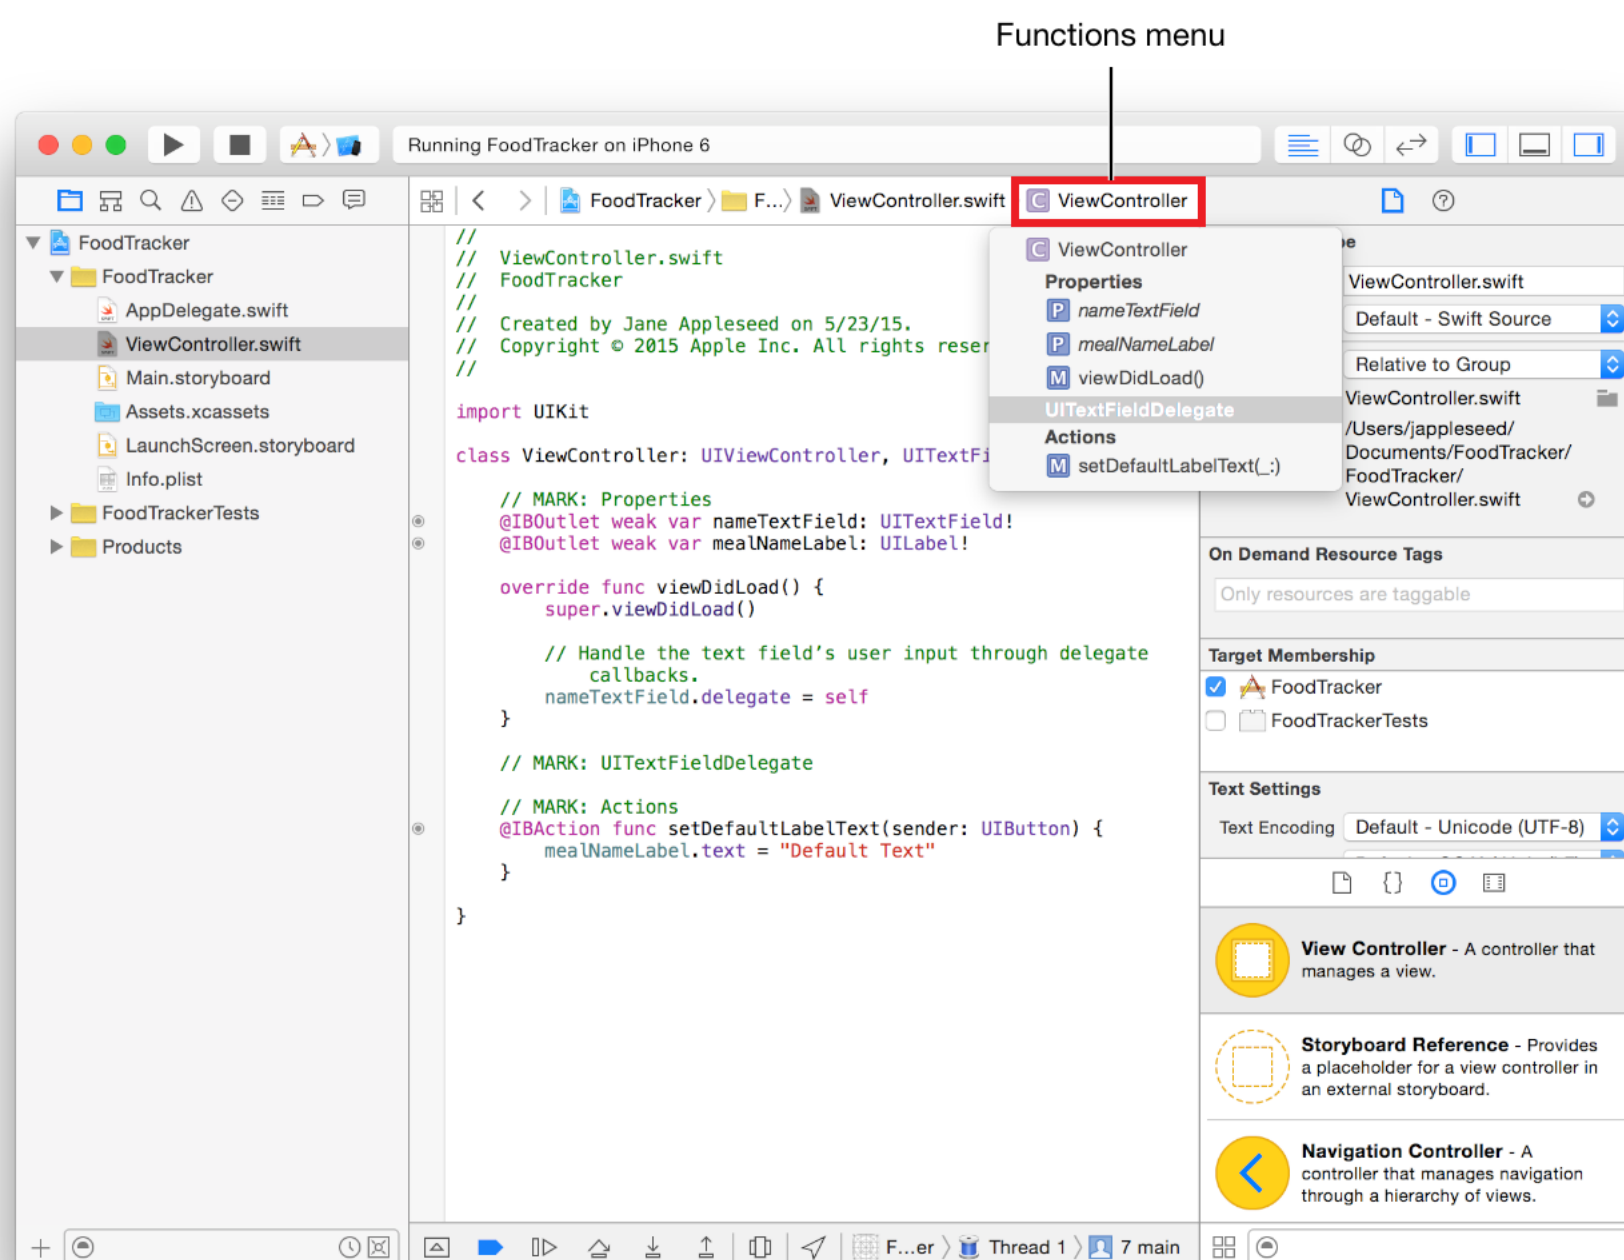 Functions menu
Running FoodTracker on iPhone 6
FoodTracker
F...
ViewController.swift
C ViewController
FoodTracker
FoodTracker
AppDelegate.swift
ViewController.swift
Main.storyboard
Assets.xcassets
LaunchScreen.storyboard
Info.plist
FoodTrackerTests
Products
//
//  ViewController.swift
//  FoodTracker
//
//  Created by Jane Appleseed on 5/23/15.
//  Copyright © 2015 Apple Inc. All rights reser
//
import UIKit
class ViewController: UIViewController, UITextFi
// MARK: Properties
@IBOutlet weak var nameTextField: UITextField!
@IBOutlet weak var mealNameLabel: UILabel!
override func viewDidLoad() {
super.viewDidLoad()
// Handle the text field’s user input through delegate
callbacks.
nameTextField.delegate = self
}
// MARK: UITextFieldDelegate
// MARK: Actions
@IBAction func setDefaultLabelText(sender: UIButton) {
mealNameLabel.text = "Default Text"
}
}
C ViewController
Properties
P nameTextField
P mealNameLabel
M viewDidLoad()
UITextFieldDelegate
Actions
M setDefaultLabelText(_:)
pe
ViewController.swift
Default - Swift Source
Relative to Group
ViewController.swift
/Users/jappleseed/
Documents/FoodTracker/
FoodTracker/
ViewController.swift
On Demand Resource Tags
Only resources are taggable
Target Membership
FoodTracker
FoodTrackerTests
Text Settings
Text Encoding Default - Unicode (UTF-8)
{}
View Controller - A controller that
manages a view.
Storyboard Reference - Provides
a placeholder for a view controller in
an external storyboard.
Navigation Controller - A
controller that manages navigation
through a hierarchy of views.
F...er
Thread 1
7 main